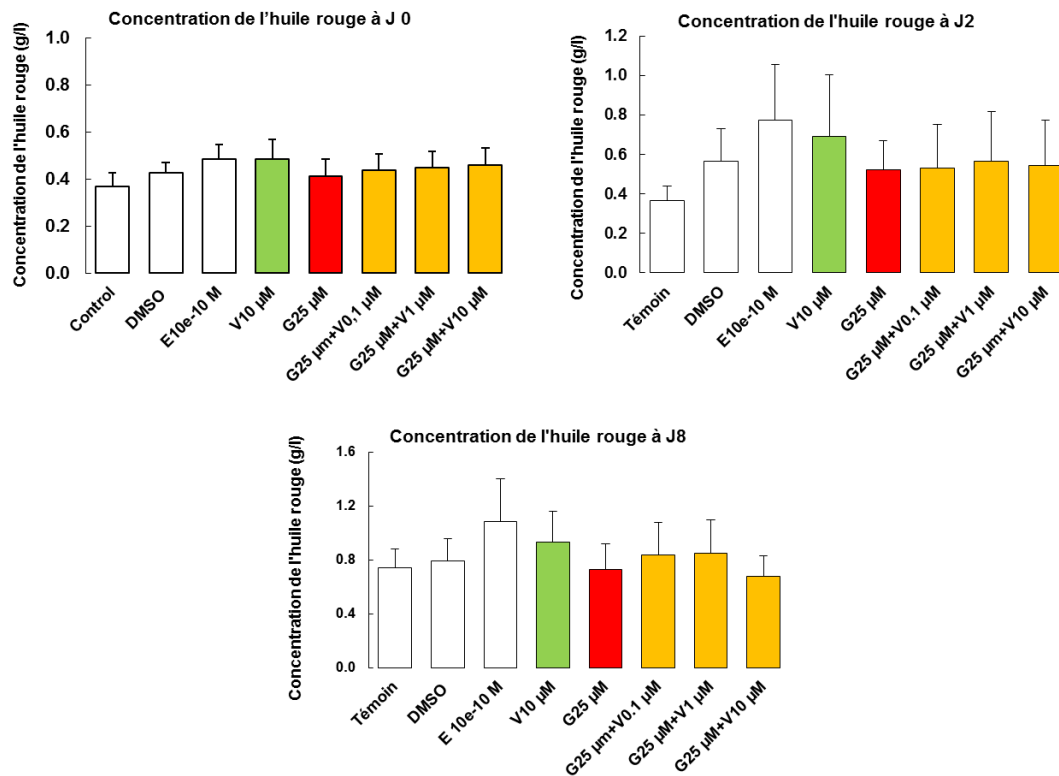 Concentration de l’huile rouge à J 0
Concentration de l'huile rouge (g/l)
1.0
0.8
0.6
0.4
0.2
0.0
Control
DMSO
E10e-10 M
V10 µM
G25 µM
G25 µm+V0,1 µM
G25 µM+V1 µM
G25 µM+V10 µM
Concentration de l'huile rouge à J2
Concentration de l'huile rouge (g/l)
1.2
1.0
0.8
0.6
0.4
0.2
0.0
Témoin
DMSO
E10e-10 M
V10 µM
G25 µM
G25 µM+V0.1 µM
G25 µM+V1 µM
G25 µm+V10 µM
Concentration de l'huile rouge à J8
Concentration de l'huile rouge (g/l)
1.6
1.2
0.8
0.4
0.0
Témoin
DMSO
E 10e-10 M
V10 µM
G25 µM
G25 µm+V0.1 µM
G25 µM+V1 µM
G25 µM+V10 µM